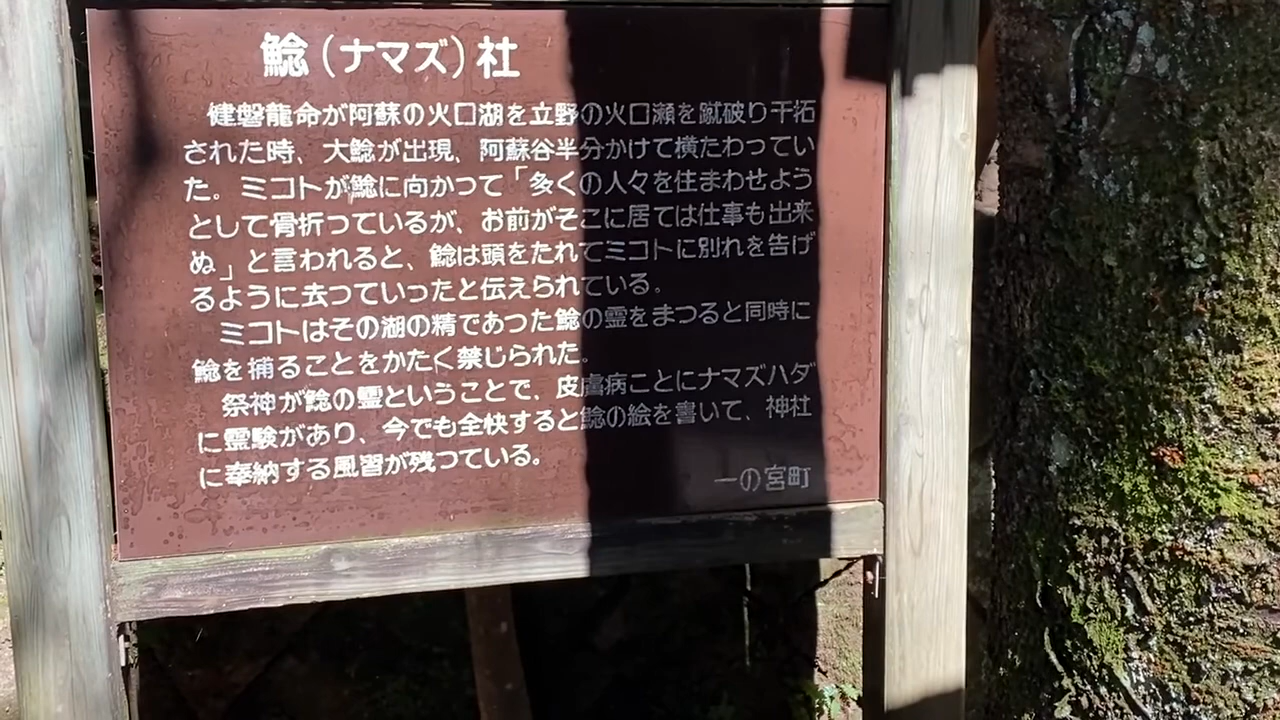 鯰（ナマズ）社
健磐龍命が阿蘇の火口湖を立野の火口瀬を蹴破り干拓
された時、大鯰が出現、阿蘇谷半分かけて横たわってい
た。ミコトが鯰に向かって「多くの人々を住まわせよう
として骨折っているが、お前がそこに居ては仕事も出来
ぬ」と言われると、鯰は頭をたれてミコトに別れを告げ
るように去っていったと伝えられている。
ミコトはその湖の精であった鯰の霊をまつると同時に
鯰を捕ることをかたく禁じられた。
祭神が鯰の霊ということで、皮膚病ことにナマズハダ
に霊験があり、今でも全快すると鯰の絵を書いて、神社
に奉納する風習が残っている。
一の宮町